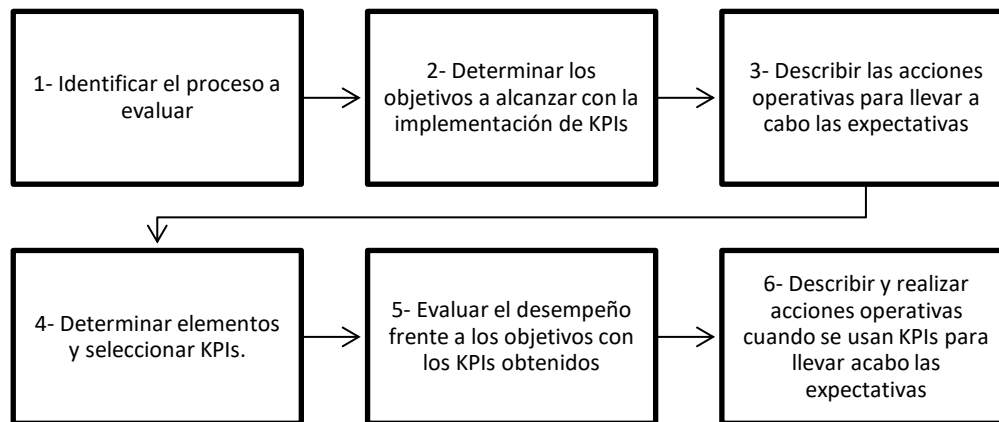 1- Identificar el proceso a
evaluar
2- Determinar los
objetivos a alcanzar con la
implementación de KPIs
3- Describir las acciones
operativas para llevar a
cabo las expectativas
4- Determinar elementos
y seleccionar KPIs.
5- Evaluar el desempeño
frente a los objetivos con
los KPIs obtenidos
6- Describir y realizar
acciones operativas
cuando se usan KPIs para
llevar acabo las
expectativas